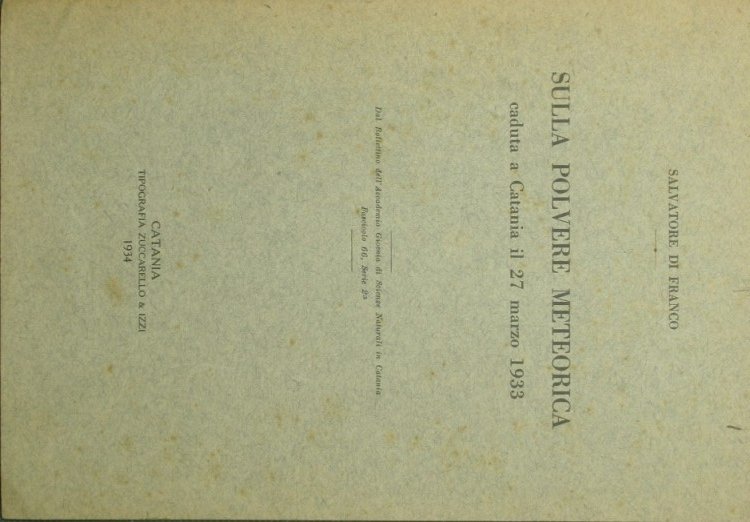 SALVATORE DI FRANCO
SULLA POLVERE METEORICA
caduta a Catania il 27 marzo 1933
Dal Bollettino dell'Accademia Gioenia di Scienze Naturali in Catania
Fascicolo 66, Serie 2ª
CATANIA
TIPOGRAFIA ZUCCARELLO & IZZI
1934